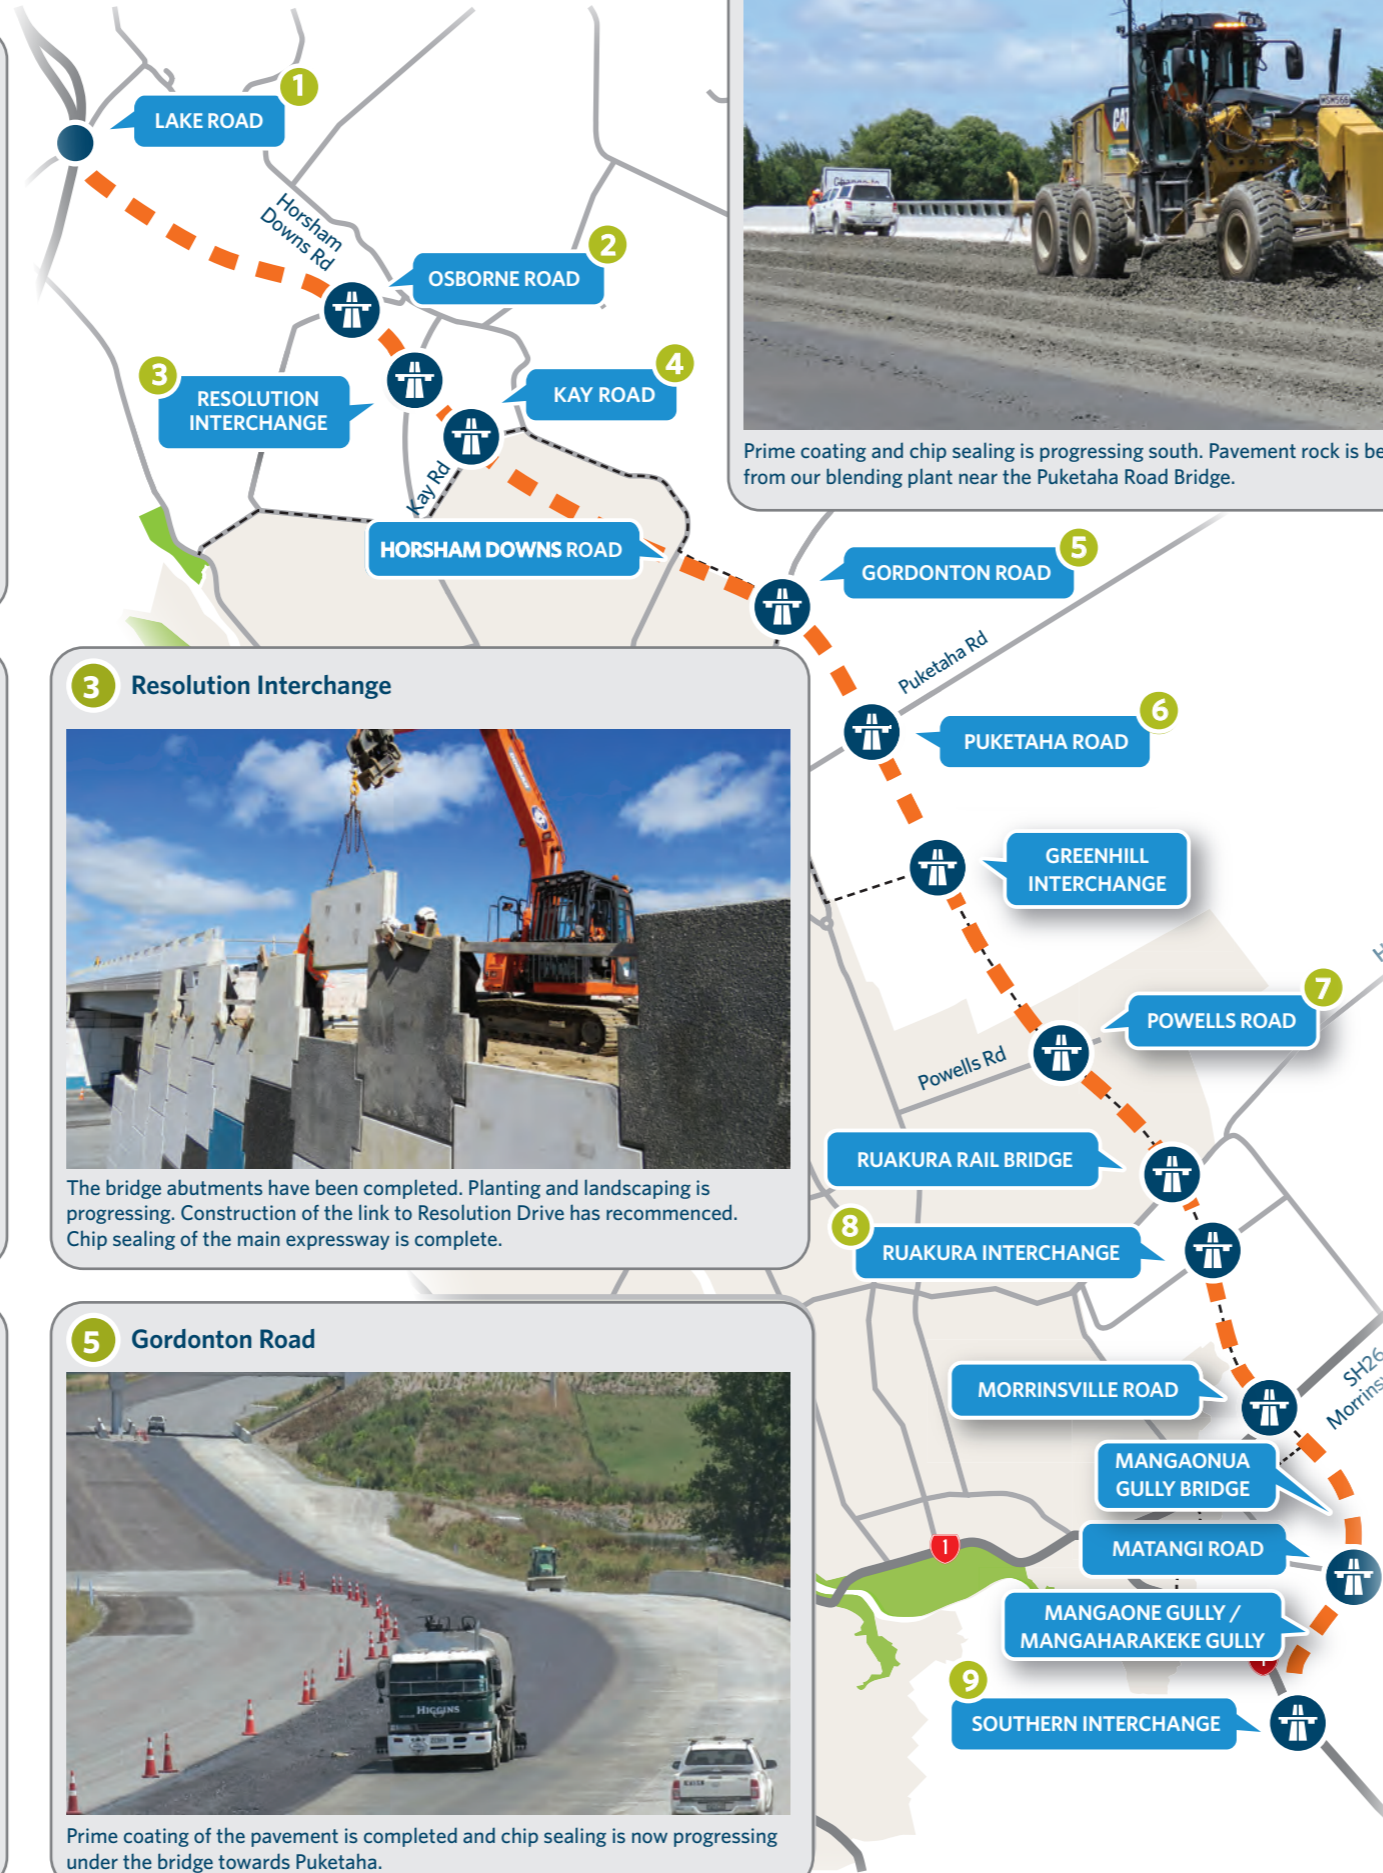 1
LAKE ROAD
Horsham
Downs Rd
2
OSBORNE ROAD
3
RESOLUTION
INTERCHANGE
4
KAY ROAD
Kay Rd
HORSHAM DOWNS ROAD
CAT
Change to
Prime coating and chip sealing is progressing south. Pavement rock is be
from our blending plant near the Puketaha Road Bridge.
5
GORDONTON ROAD
Puketaha Rd
6
PUKETAHA ROAD
GREENHILL
INTERCHANGE
H
7
POWELLS ROAD
Powells Rd
RUAKURA RAIL BRIDGE
8
RUAKURA INTERCHANGE
MORRINSVILLE ROAD
SH26
Morrins
MANGAONUA
GULLY BRIDGE
1
MATANGI ROAD
MANGAONE GULLY /
MANGAHARAKEKE GULLY
1
9
SOUTHERN INTERCHANGE
3 Resolution Interchange
The bridge abutments have been completed. Planting and landscaping is
progressing. Construction of the link to Resolution Drive has recommenced.
Chip sealing of the main expressway is complete.
5 Gordonton Road
HIGGINS
Prime coating of the pavement is completed and chip sealing is now progressing
under the bridge towards Puketaha.